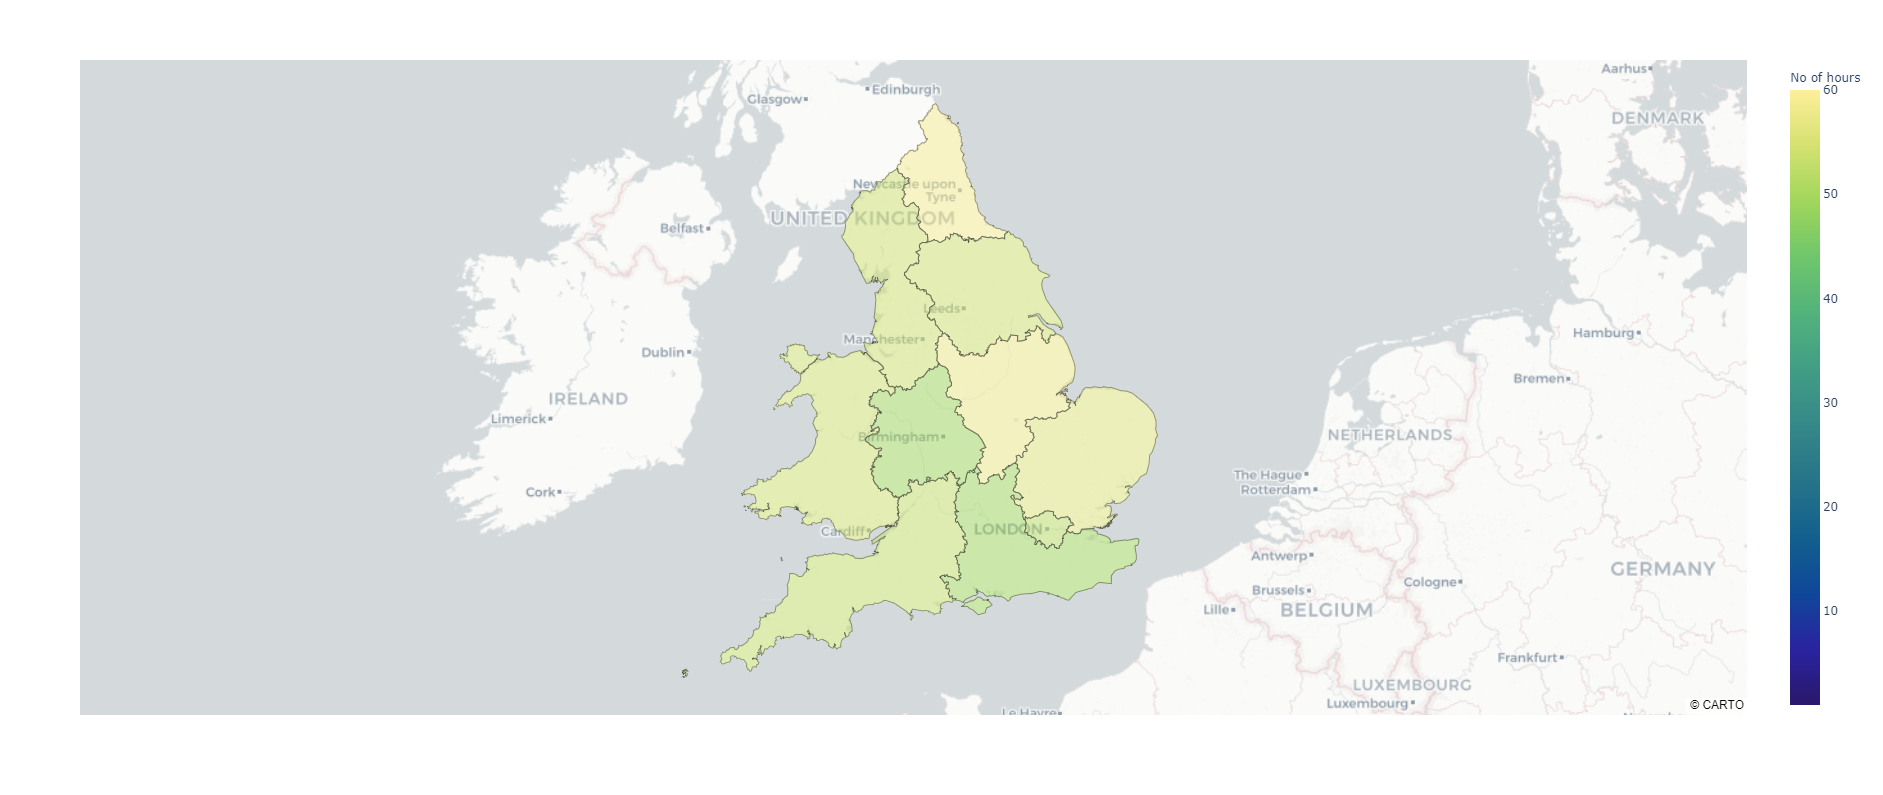 No of hours
60
50
40
30
20
10
Edinburgh
Glasgow
Aarhus
DENMARK
Newcastle upon
Tyne
UNITED KINGDOM
Belfast
Leeds
Manchester
Hamburg
Dublin
IRELAND
Bremen
Limerick
Birmingham
NETHERLANDS
The Hague
Rotterdam
Cork
Cardiff
LONDON
Antwerp
GERMANY
Cologne
Brussels
Lille
BELGIUM
Frankfurt
LUXEMBOURG
Luxembourg
Le Havre
© CARTO